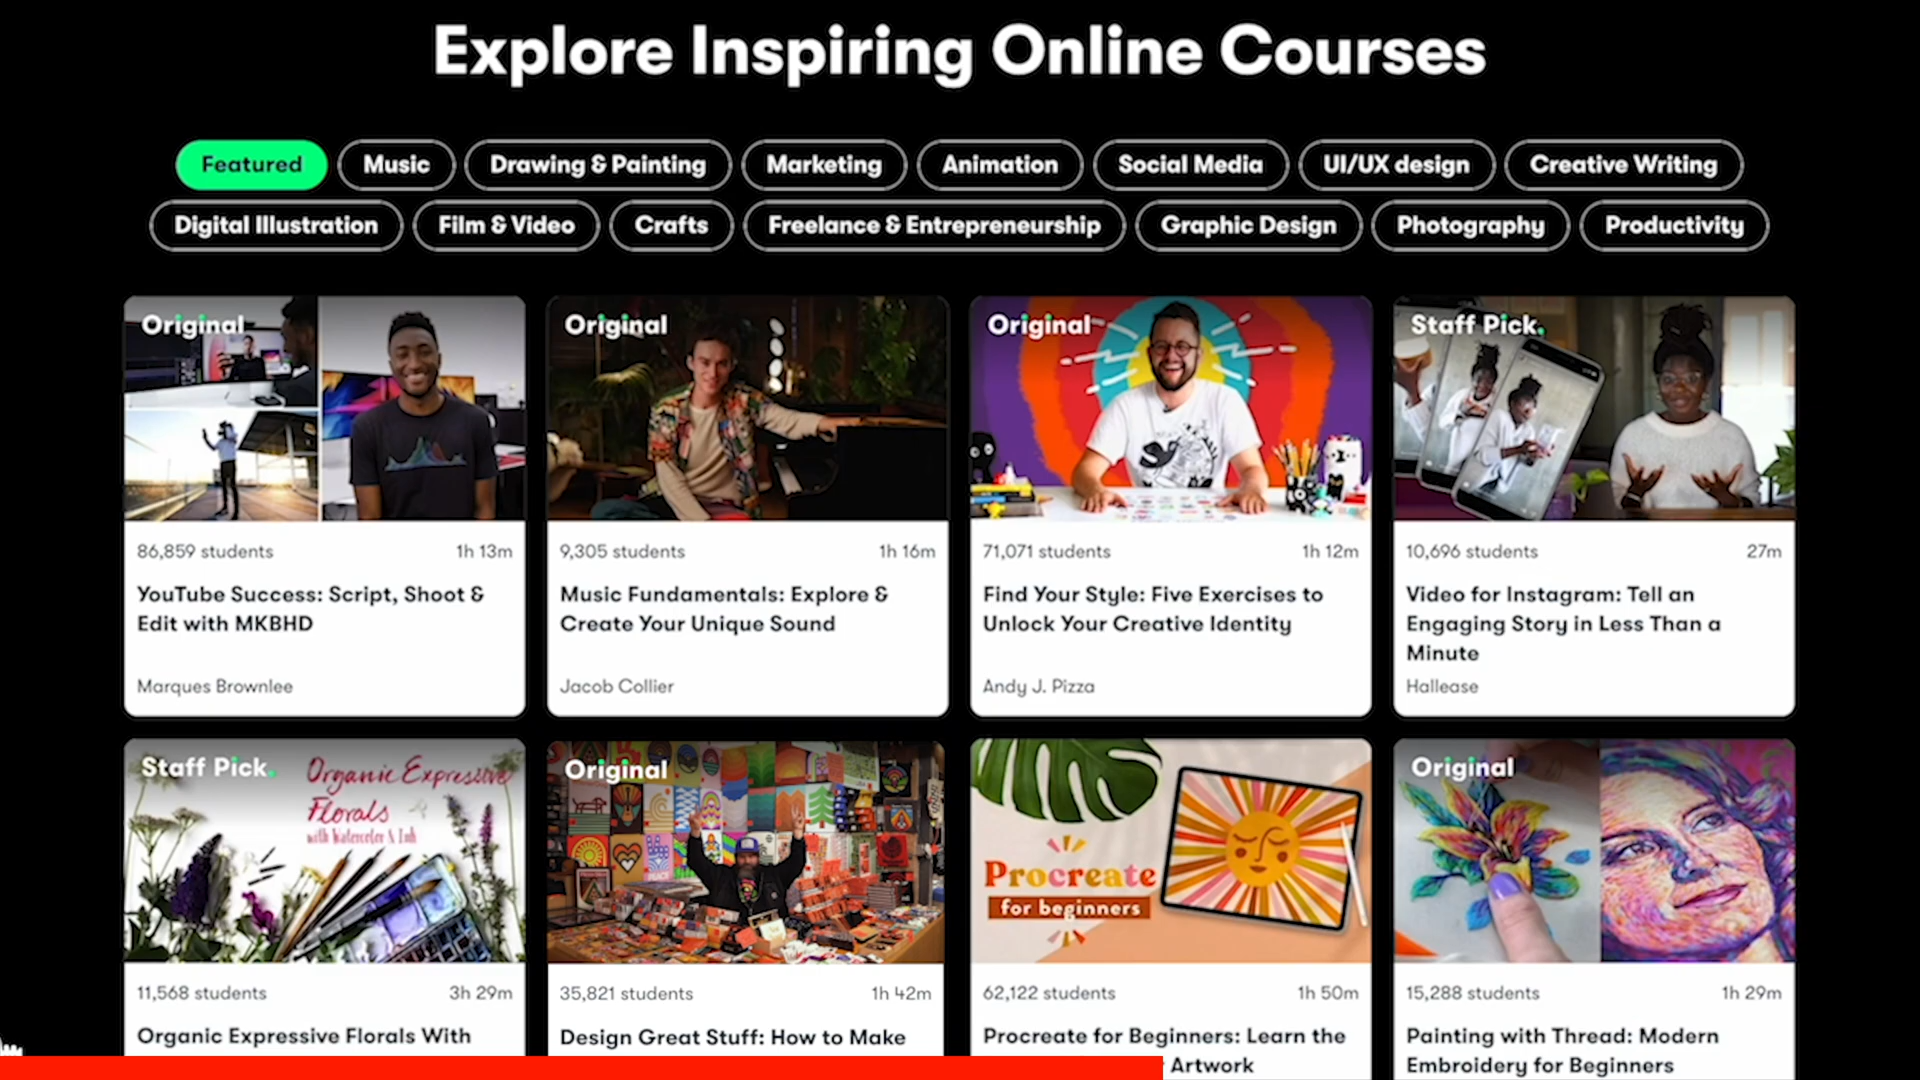 Explore Inspiring Online Courses
Featured
Music
Drawing & Painting
Marketing
Animation
Social Media
UI/UX design
Creative Writing
Digital Illustration
Film & Video
Crafts
Freelance & Entrepreneurship
Graphic Design
Photography
Productivity
Original
86,859 students
1h 13m
YouTube Success: Script, Shoot &
Edit with MKBHD
Marques Brownlee
Original
9,305 students
1h 16m
Music Fundamentals: Explore &
Create Your Unique Sound
Jacob Collier
Original
71,071 students
1h 12m
Find Your Style: Five Exercises to
Unlock Your Creative Identity
Andy J. Pizza
Staff Pick.
10,696 students
27m
Video for Instagram: Tell an
Engaging Story in Less Than a
Minute
Hallease
Staff Pick.
Organic Expressive
Florals
with Watercolor & Ink
11,568 students
3h 29m
Organic Expressive Florals With
Original
35,821 students
1h 42m
Design Great Stuff: How to Make
Procreate
for beginners
62,122 students
1h 50m
Procreate for Beginners: Learn the
Artwork
Original
15,288 students
1h 29m
Painting with Thread: Modern
Embroidery for Beginners